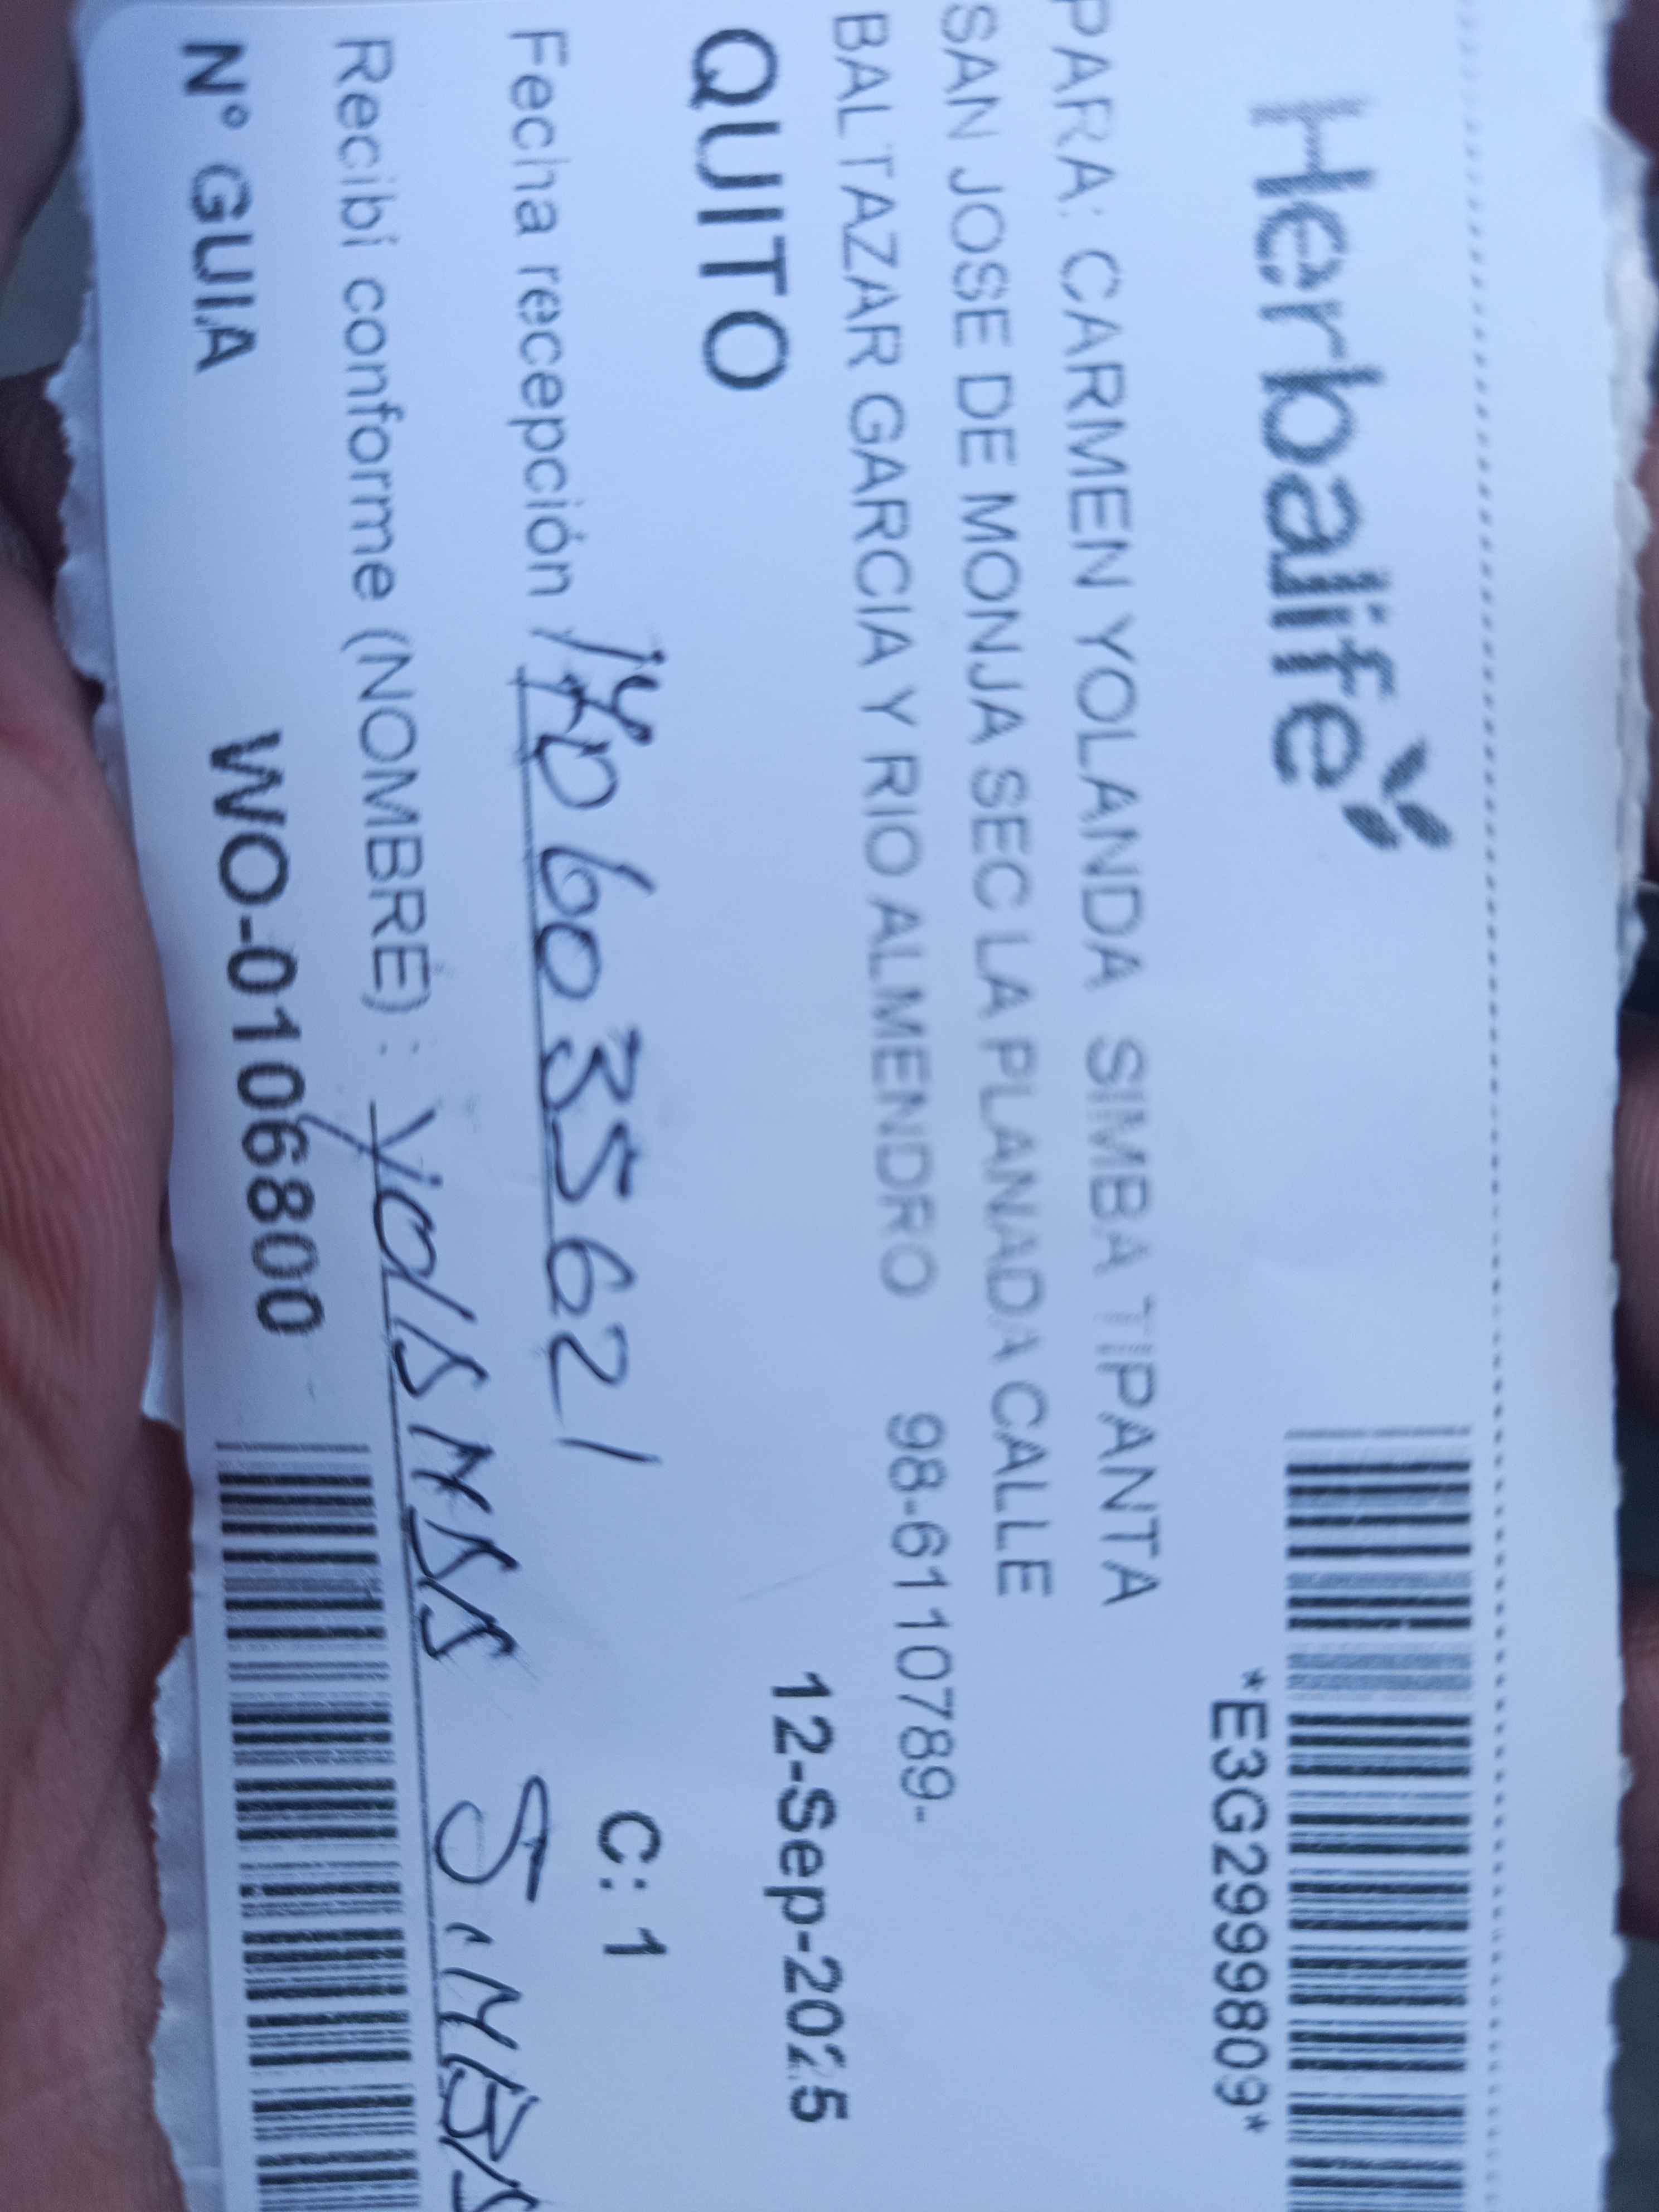 Herbalife
*E3G2999809*
PARA: CARMEN YOLANDA SIMBA TIPANTA
SAN JOSE DE MONJA SEC LA PLANADA CALLE
BALTAZAR GARCIA Y RIO ALMENDRO 98-6110789-
QUITO 12-Sep-2025
Fecha recepción C: 1
Recibí conforme (NOMBRE) :
N° GUIA WO-0106800